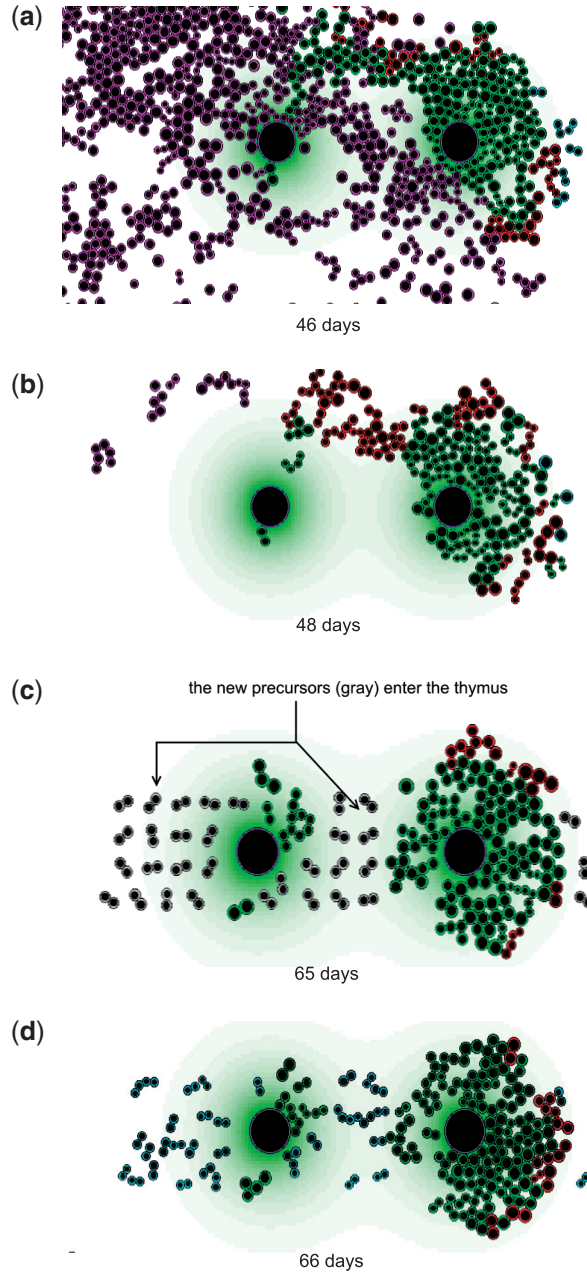 (a)
46 days
(b)
48 days
(c)
the new precursors (gray) enter the thymus
65 days
(d)
66 days